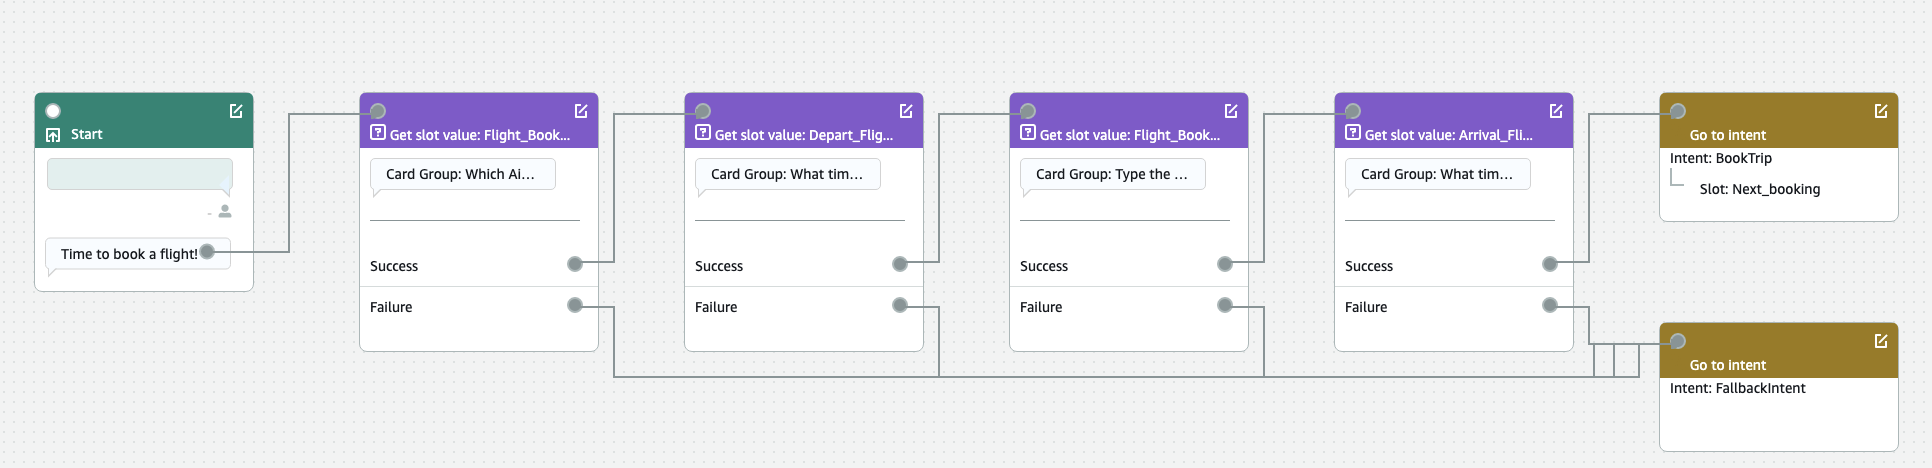 Start
Time to book a flight!
Get slot value: Flight_Book...
Card Group: Which Ai...
Success
Failure
Get slot value: Depart_Flig...
Card Group: What tim...
Success
Failure
Get slot value: Flight_Book...
Card Group: Type the ...
Success
Failure
Get slot value: Arrival_Fli...
Card Group: What tim...
Success
Failure
Go to intent
Intent: BookTrip
Slot: Next_booking
Go to intent
Intent: FallbackIntent